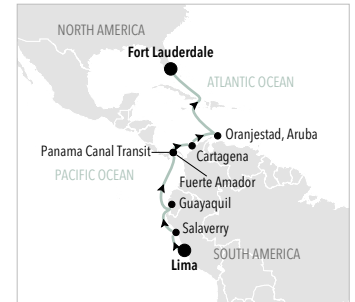 NORTH AMERICA
Fort Lauderdale
ATLANTIC OCEAN
Oranjestad, Aruba
Panama Canal Transit
Cartagena
PACIFIC OCEAN
Fuerte Amador
Guayaquil
Salaverry
SOUTH AMERICA
Lima